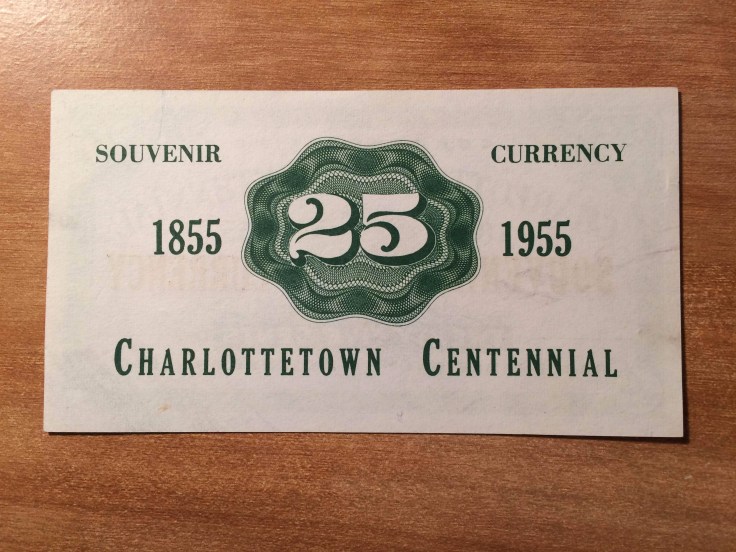 SOUVENIR CURRENCY
1855 25 1955
CHARLOTTETOWN CENTENNIAL